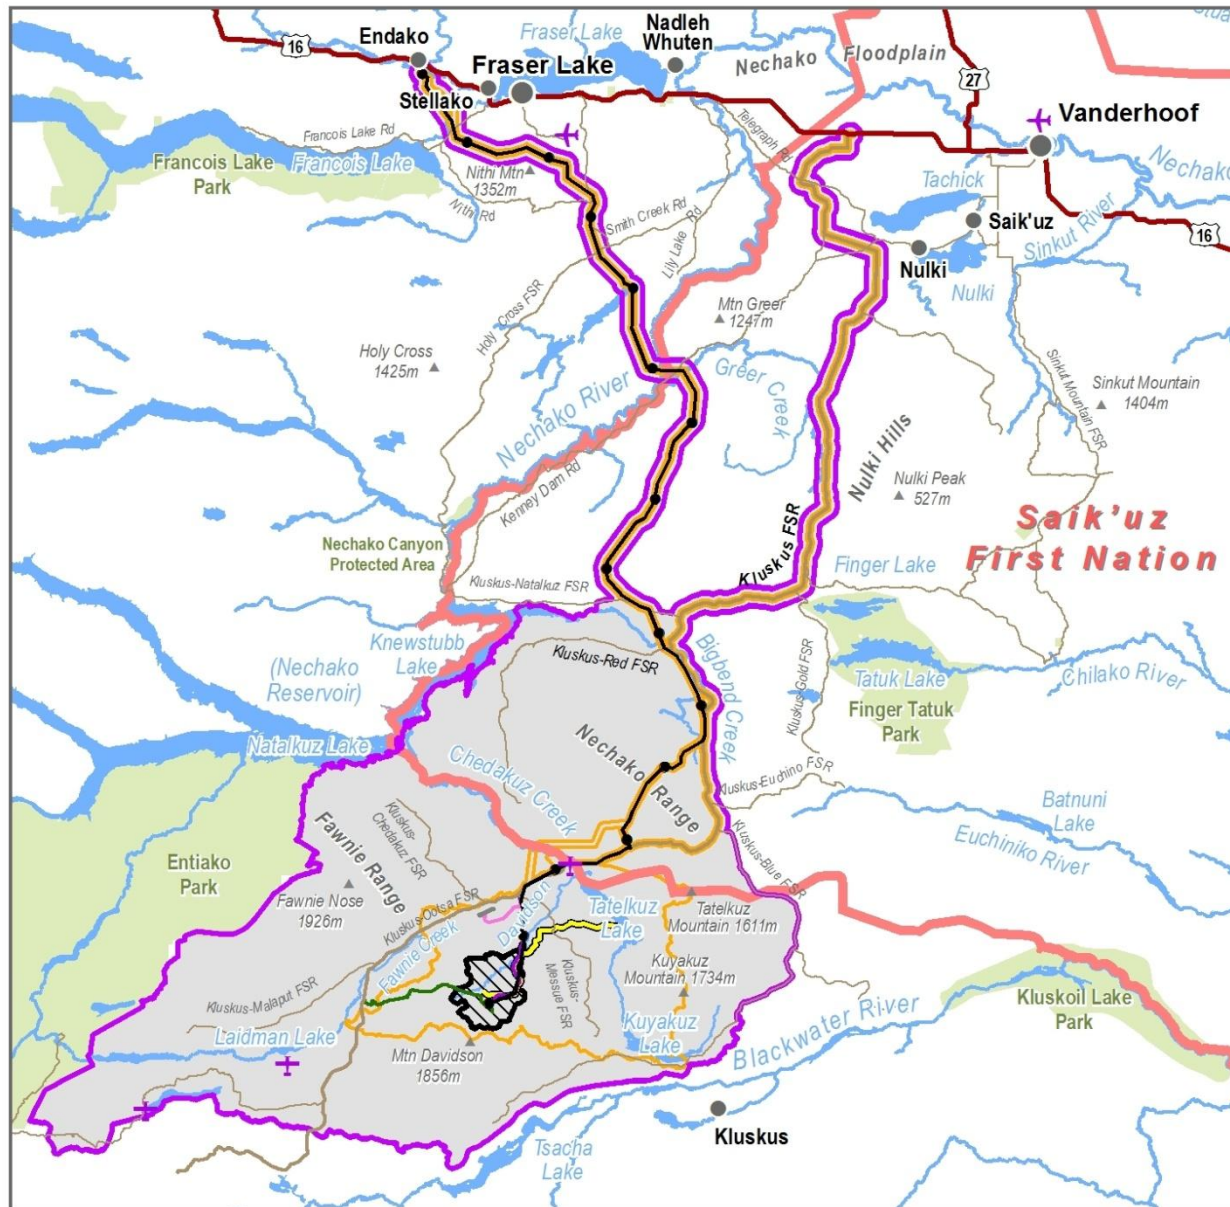 Stua
Endako
16
Fraser Lake
Nadleh
Whuten
Nechako Floodplain
Fraser Lake
27
Stellako
Vanderhoof
Francois Lake Rd
Telegraph Rd
Francois Lake
Park
Francois Lake
Nithi Mtn
1352m
Nithi Rd
Nechako
Tachick
Saik'uz
Sinkut River
16
Smith Creek Rd
Lily Lake Rd
Nulki
Nulki
Mtn Greer
1247m
Holy Cross FSR
Holy Cross
1425m
Greer
Creek
Sinkut Mountain FSR
Sinkut Mountain
1404m
Nechako River
Nulki Hills
Nulki Peak
527m
Kenney Dam Rd
Saik'uz
First Nation
Nechako Canyon
Protected Area
Kluskus FSR
Kluskus-Natalkuz FSR
Finger Lake
Knewstubb
Lake
(Nechako
Reservoir)
Kluskus-Red FSR
Bigbend Creek
Kluskus-Gold FSR
Tatuk Lake
Chilako River
Finger Tatuk
Park
Natalkuz Lake
Chedakuz Creek
Nechako Range
Kluskus-Euchino FSR
Batnuni
Lake
Euchiniko River
Kluskus-
Chedakuz FSR
Fawnie Range
Kluskus-Blue FSR
Entiako
Park
Fawnie Nose
1926m
Kluskus-Ootsa FSR
Davidson
Tatelkuz
Lake
Tatelkuz
Mountain 1611m
Fawnie Creek
Kuyakuz
Mountain 1734m
Kluskus-
Messue FSR
Kluskus-Malaput FSR
Kluskoil Lake
Park
Laidman Lake
Kuyakuz
Lake
Blackwater River
Mtn Davidson
1856m
Kluskus
Tsacha
Lake